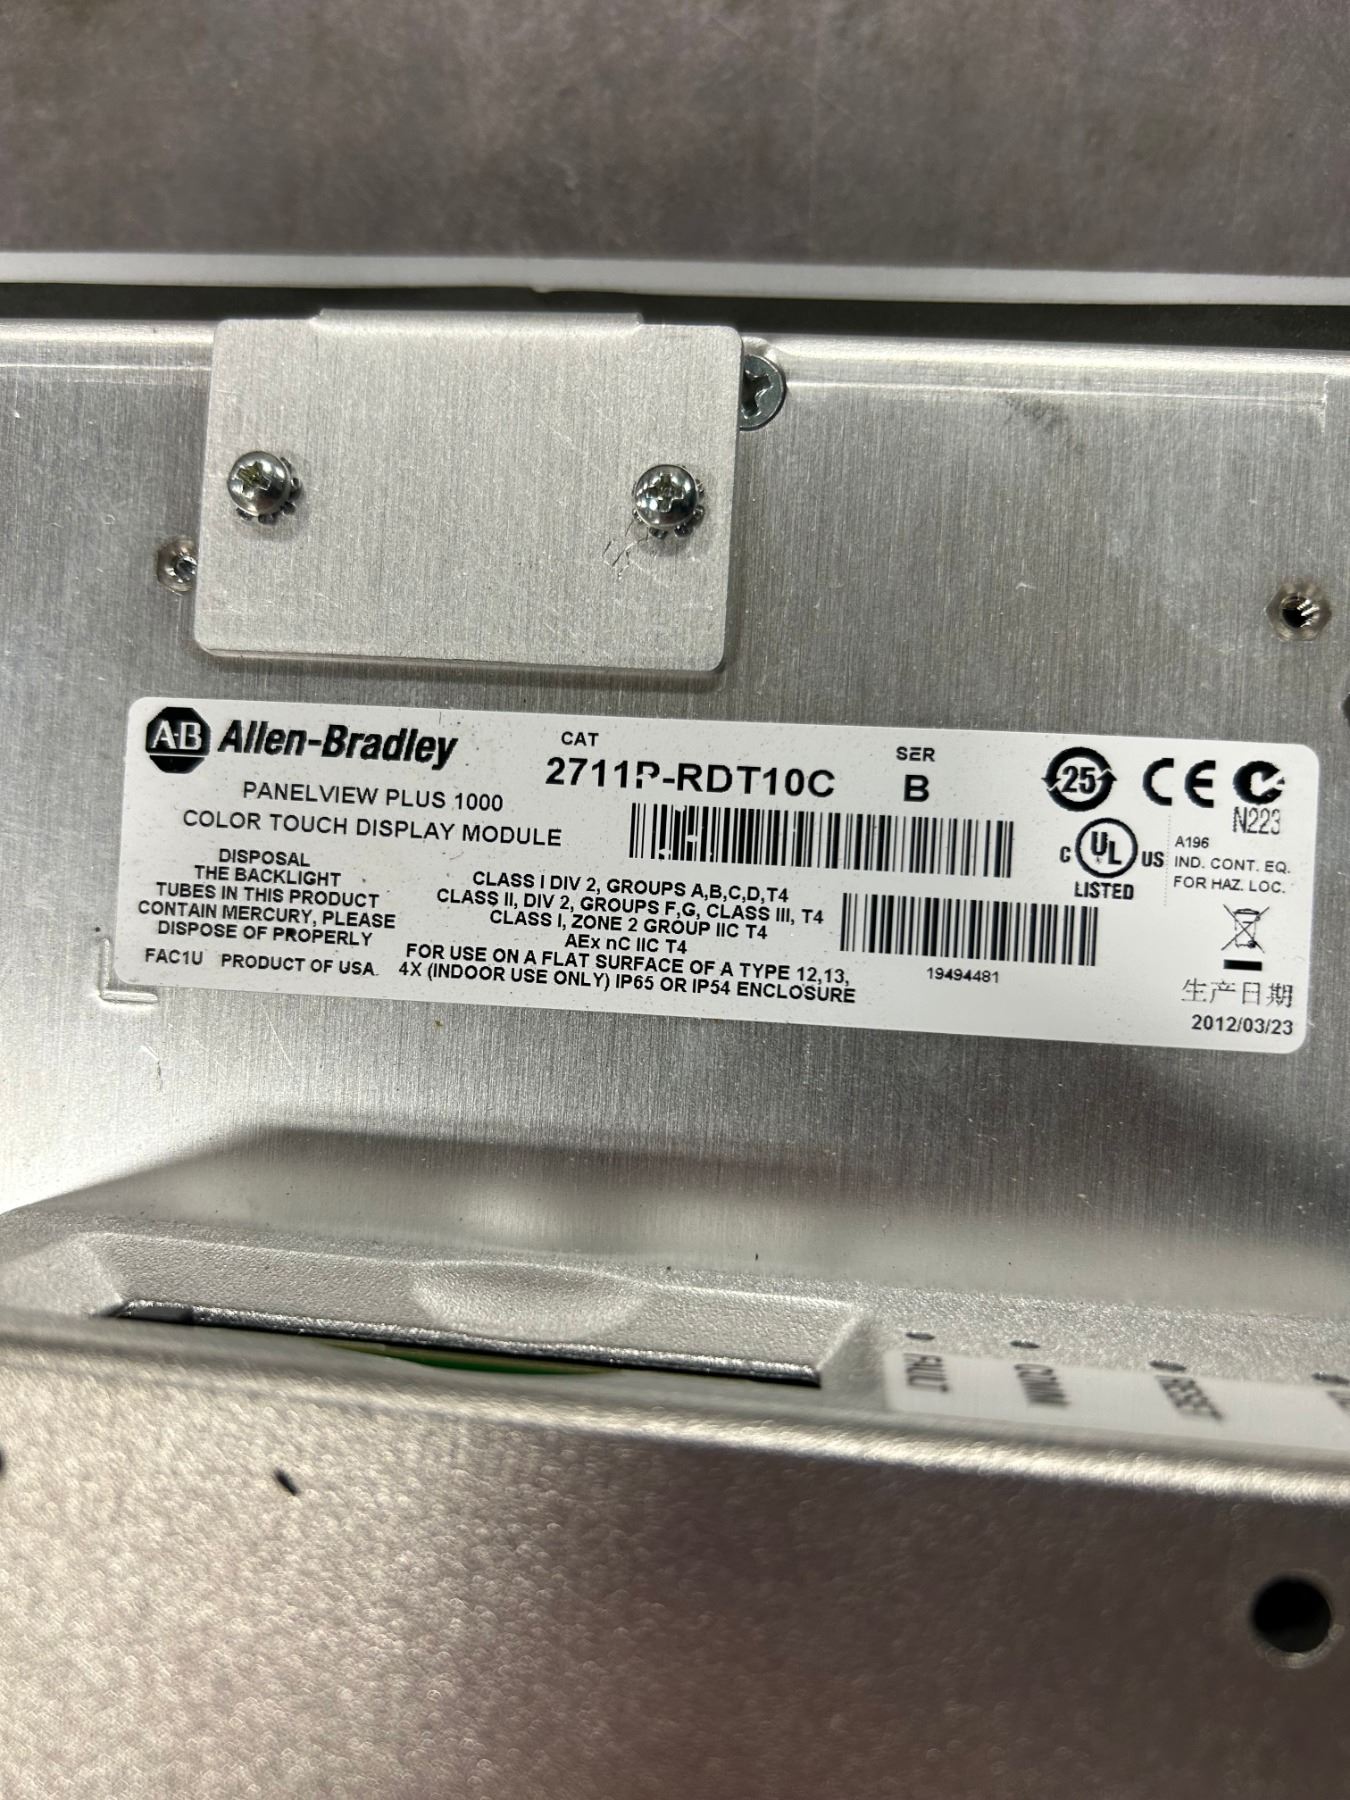 A·B Allen-Bradley
CAT
2711P-RDT10C
SER
B
PANELVIEW PLUS 1000
COLOR TOUCH DISPLAY MODULE
DISPOSAL
THE BACKLIGHT
TUBES IN THIS PRODUCT
CONTAIN MERCURY, PLEASE
DISPOSE OF PROPERLY
FAC1U PRODUCT OF USA
CLASS I DIV 2, GROUPS A,B,C,D,T4
CLASS II, DIV 2, GROUPS F,G, CLASS III, T4
CLASS I, ZONE 2 GROUP IIC T4
AEx nC IIC T4
FOR USE ON A FLAT SURFACE OF A TYPE 12,13,
4X (INDOOR USE ONLY) IP65 OR IP54 ENCLOSURE
19494481
25
CE
N223
C UL US
LISTED
A196
IND. CONT. EQ.
FOR HAZ. LOC.
生产日期
2012/03/23
FAULT
COMM
RESET